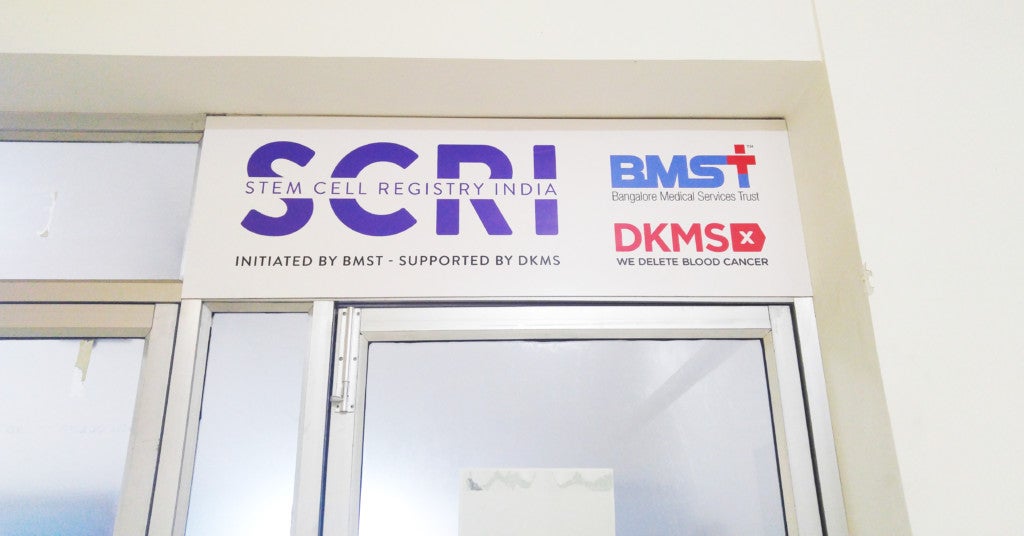 SCRI
STEM CELL REGISTRY INDIA
INITIATED BY BMST - SUPPORTED BY DKMS
BMST™
Bangalore Medical Services Trust
DKMS x
WE DELETE BLOOD CANCER